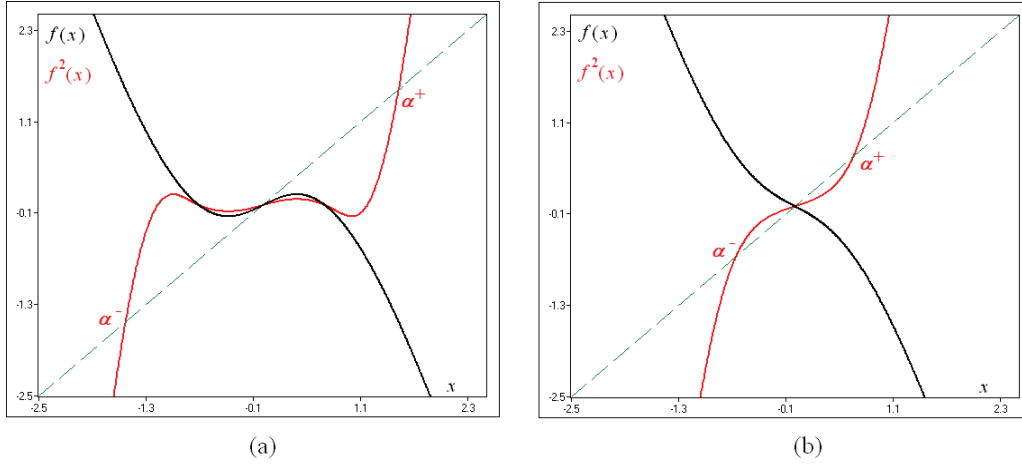 f(x)
f²(x)
2.3
1.1
-0.1
-1.3
-2.5
α⁺
α⁻
x
-2.5 -1.3 -0.1 1.1 2.3
(a)
f(x)
f²(x)
2.3
1.1
-0.1
-1.3
-2.5
α⁺
α⁻
x
-2.5 -1.3 -0.1 1.1 2.3
(b)